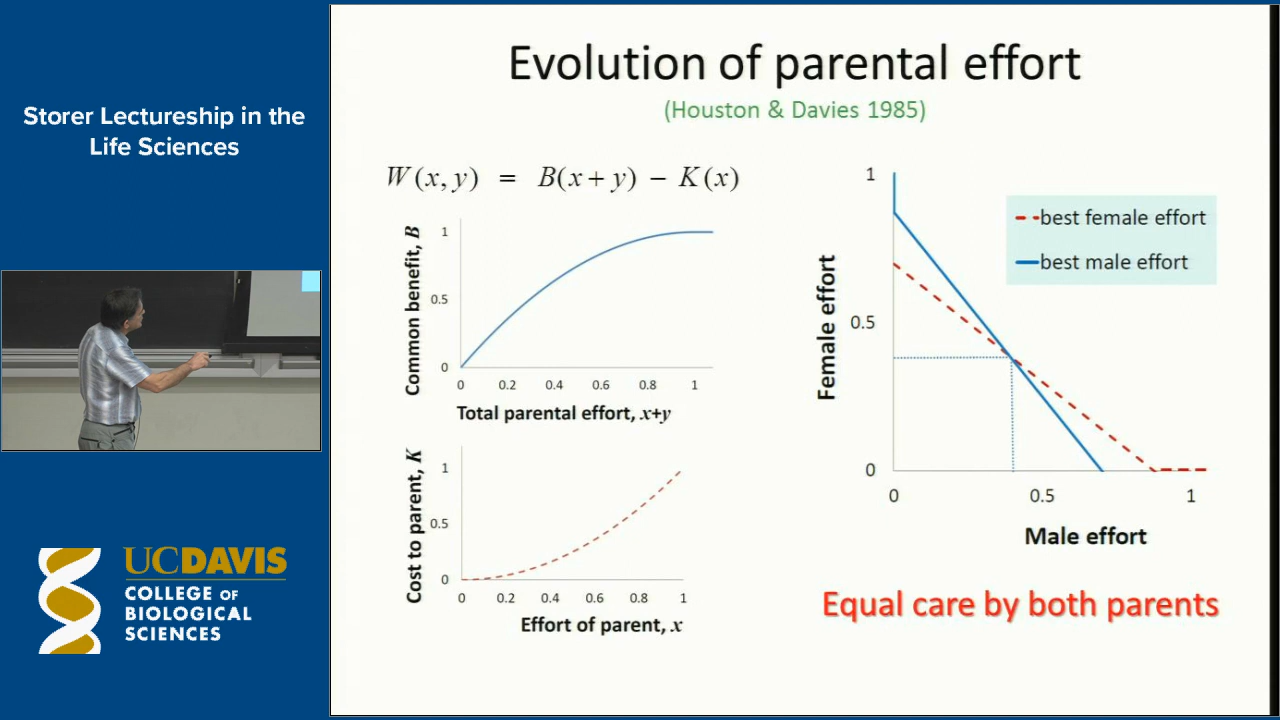 Storer Lectureship in the
Life Sciences
UCDAVIS
COLLEGE OF
BIOLOGICAL
SCIENCES
Evolution of parental effort
(Houston & Davies 1985)
W(x, y) = B(x + y) − K(x)
Common benefit, B
1
0.5
0
0 0.2 0.4 0.6 0.8 1
Total parental effort, x+y
Cost to parent, K
1
0.5
0
0 0.2 0.4 0.6 0.8 1
Effort of parent, x
Female effort
1
0.5
0
0 0.5 1
Male effort
best female effort
best male effort
Equal care by both parents